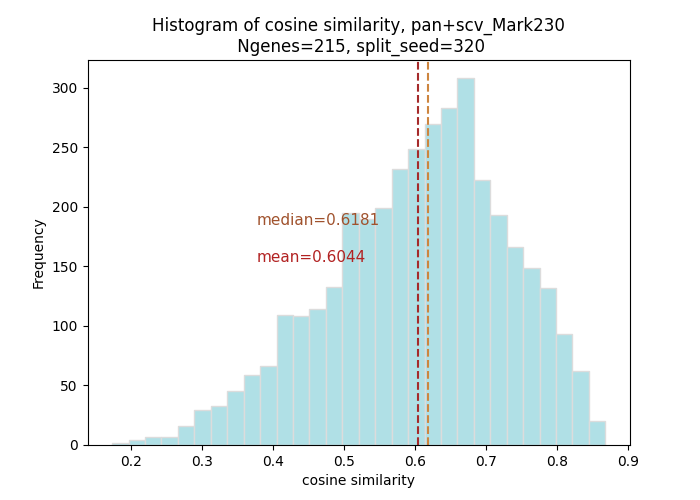 Histogram of cosine similarity, pan+scv_Mark230
Ngenes=215, split_seed=320
Frequency
300
250
200
150
100
50
0
median=0.6181
mean=0.6044
0.2 0.3 0.4 0.5 0.6 0.7 0.8 0.9
cosine similarity